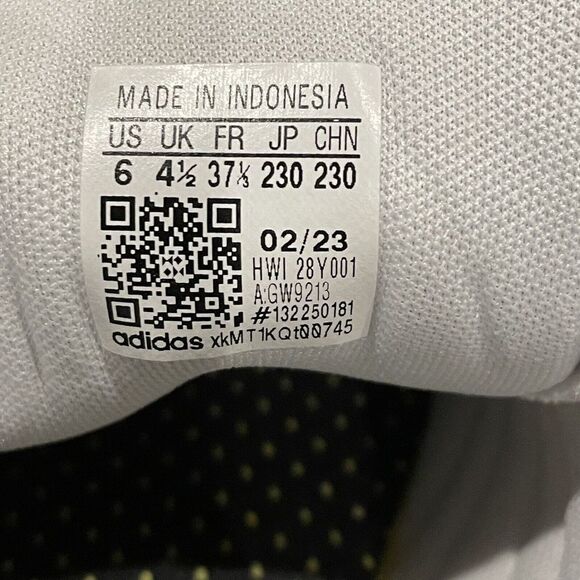 MADE IN INDONESIA
US UK FR JP CHN
6 4½ 37⅓ 230 230
02/23
HWI 28Y001
A:GW9213
#132250181
adidas xkMT1KQt00745